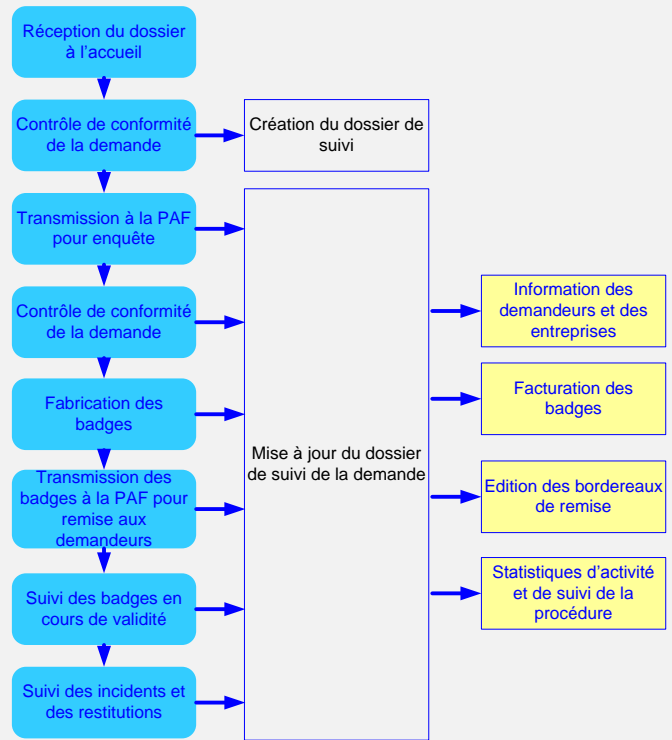 Réception du dossier
à l'accueil
Contrôle de conformité
de la demande
Création du dossier de
suivi
Transmission à la PAF
pour enquête
Contrôle de conformité
de la demande
Fabrication des
badges
Transmission des
badges à la PAF pour
remise aux
demandeurs
Suivi des badges en
cours de validité
Suivi des incidents et
des restitutions
Mise à jour du dossier
de suivi de la demande
Information des
demandeurs et des
entreprises
Facturation des
badges
Edition des bordereaux
de remise
Statistiques d'activité
et de suivi de la
procédure